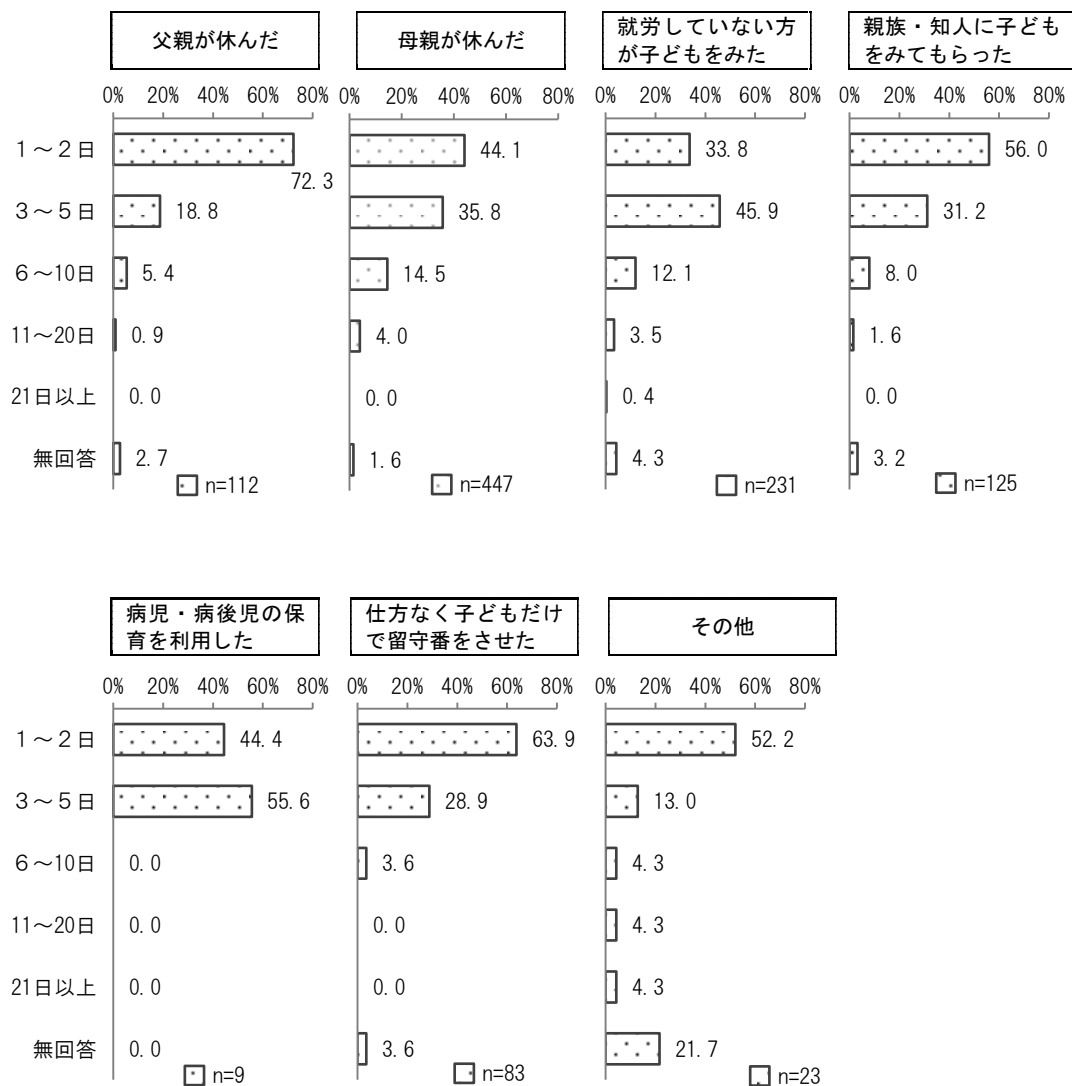 父親が休んだ
母親が休んだ
就労していない方
が子どもをみた
親族・知人に子ども
をみてもらった
0% 20% 40% 60% 80%
0% 20% 40% 60% 80%
0% 20% 40% 60% 80%
0% 20% 40% 60% 80%
1～2日 72.3 44.1 33.8 56.0
3～5日 18.8 35.8 45.9 31.2
6～10日 5.4 14.5 12.1 8.0
11～20日 0.9 4.0 3.5 1.6
21日以上 0.0 0.0 0.4 0.0
無回答 2.7 1.6 4.3 3.2
n=112 n=447 n=231 n=125
病児・病後児の保
育を利用した
仕方なく子どもだけ
で留守番をさせた
その他
0% 20% 40% 60% 80%
0% 20% 40% 60% 80%
0% 20% 40% 60% 80%
1～2日 44.4 63.9 52.2
3～5日 55.6 28.9 13.0
6～10日 0.0 3.6 4.3
11～20日 0.0 0.0 4.3
21日以上 0.0 0.0 4.3
無回答 0.0 3.6 21.7
n=9 n=83 n=23